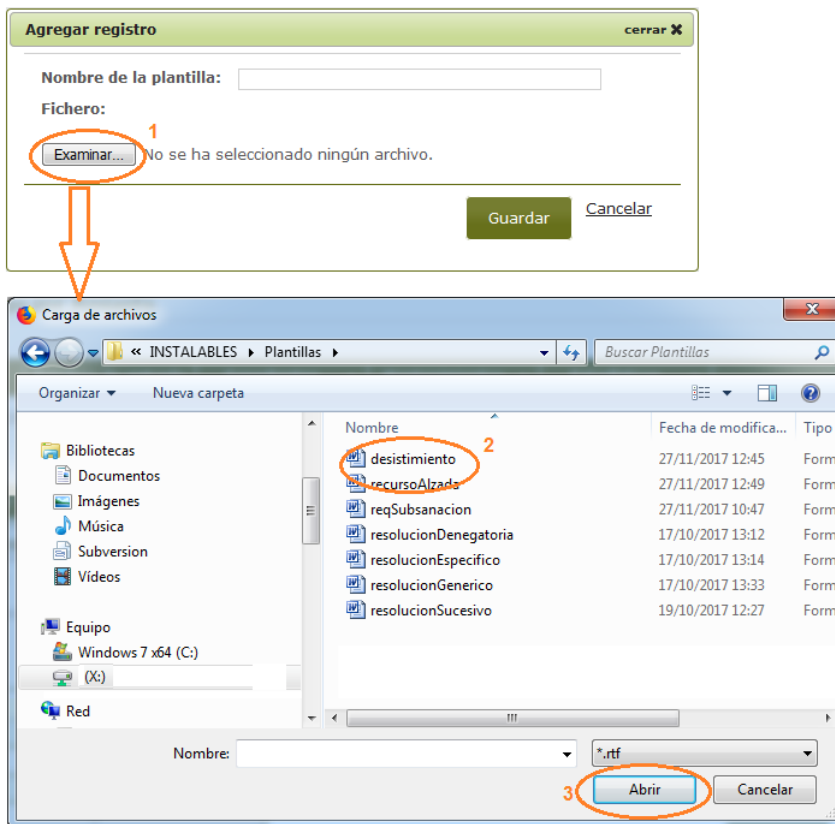 Agregar registro cerrar ✖
Nombre de la plantilla:
Fichero:
1
Examinar... No se ha seleccionado ningún archivo.
Guardar Cancelar
Carga de archivos
« INSTALABLES Plantillas Buscar Plantillas
Organizar Nueva carpeta
Nombre Fecha de modifica... Tipo
2
Bibliotecas
Documentos
Imágenes
Música
Subversion
Vídeos
Equipo
Windows 7 x64 (C:)
(X:)
Red
desistimiento 27/11/2017 12:45 Form
recursoAlzada 27/11/2017 12:49 Form
reqSubsanacion 27/11/2017 10:47 Form
resolucionDenegatoria 17/10/2017 13:12 Form
resolucionEspecifico 17/10/2017 13:14 Form
resolucionGenerico 17/10/2017 13:33 Form
resolucionSucesivo 19/10/2017 12:27 Form
Nombre: *.rtf
3 Abrir Cancelar